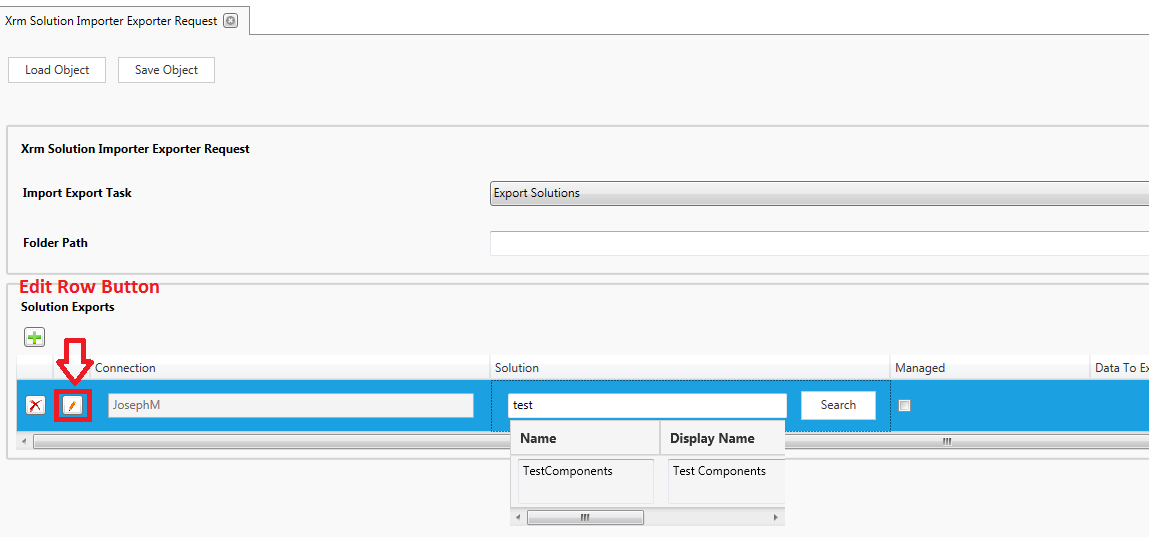 Xrm Solution Importer Exporter Request
Load Object Save Object
Xrm Solution Importer Exporter Request
Import Export Task Export Solutions
Folder Path
Edit Row Button
Solution Exports
Connection Solution Managed Data To Ex
JosephM test Search
Name Display Name
TestComponents Test Components